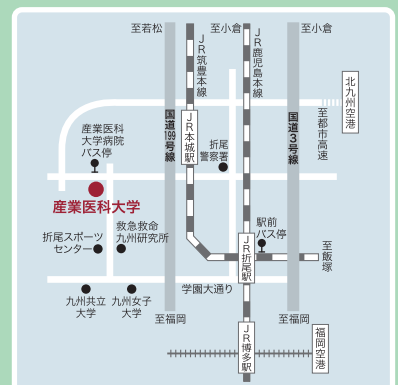 至若松
至小倉
至小倉
JR筑豊本線
JR鹿児島本線
北九州空港
至都市高速
国道199号線
国道3号線
産業医科
大学病院
バス停
JR本城駅
折尾
警察署
産業医科大学
救急救命
九州研究所
折尾スポーツ
センター
駅前
バス停
JR折尾駅
至飯塚
学園大通り
九州共立
大学
九州女子
大学
至福岡
至福岡
JR博多駅
福岡空港